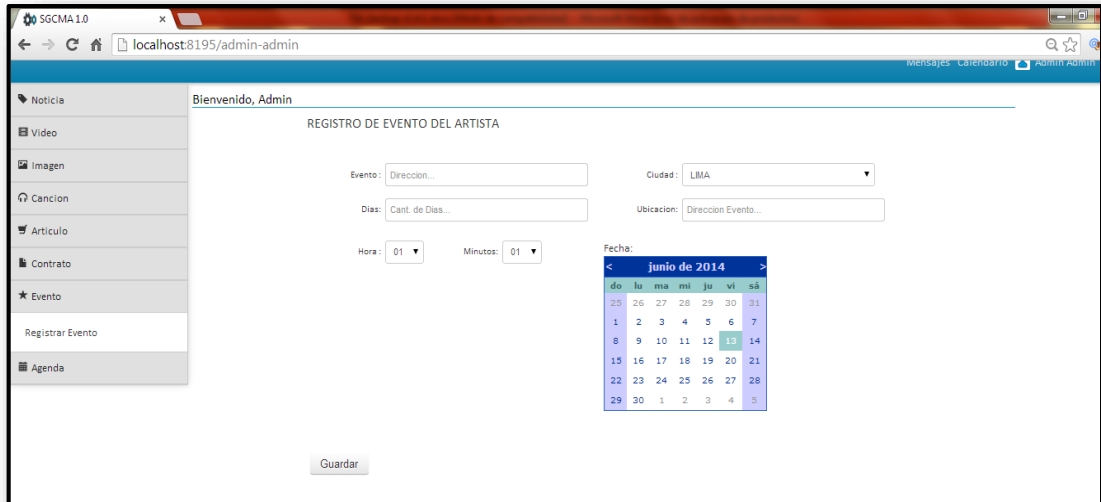 SGCMA 1.0
localhost:8195/admin-admin
Mensajes Calendario Admin Admin
Noticia
Video
Imagen
Cancion
Articulo
Contrato
Evento
Registrar Evento
Agenda
Bienvenido, Admin
REGISTRO DE EVENTO DEL ARTISTA
Evento : Direccion... Ciudad : LIMA
Dias: Cant. de Dias... Ubicacion: Direccion Evento...
Hora : 01 Minutos: 01 Fecha:
< junio de 2014 >
do lu ma mi ju vi sá
25 26 27 28 29 30 31
1 2 3 4 5 6 7
8 9 10 11 12 13 14
15 16 17 18 19 20 21
22 23 24 25 26 27 28
29 30 1 2 3 4 5
Guardar